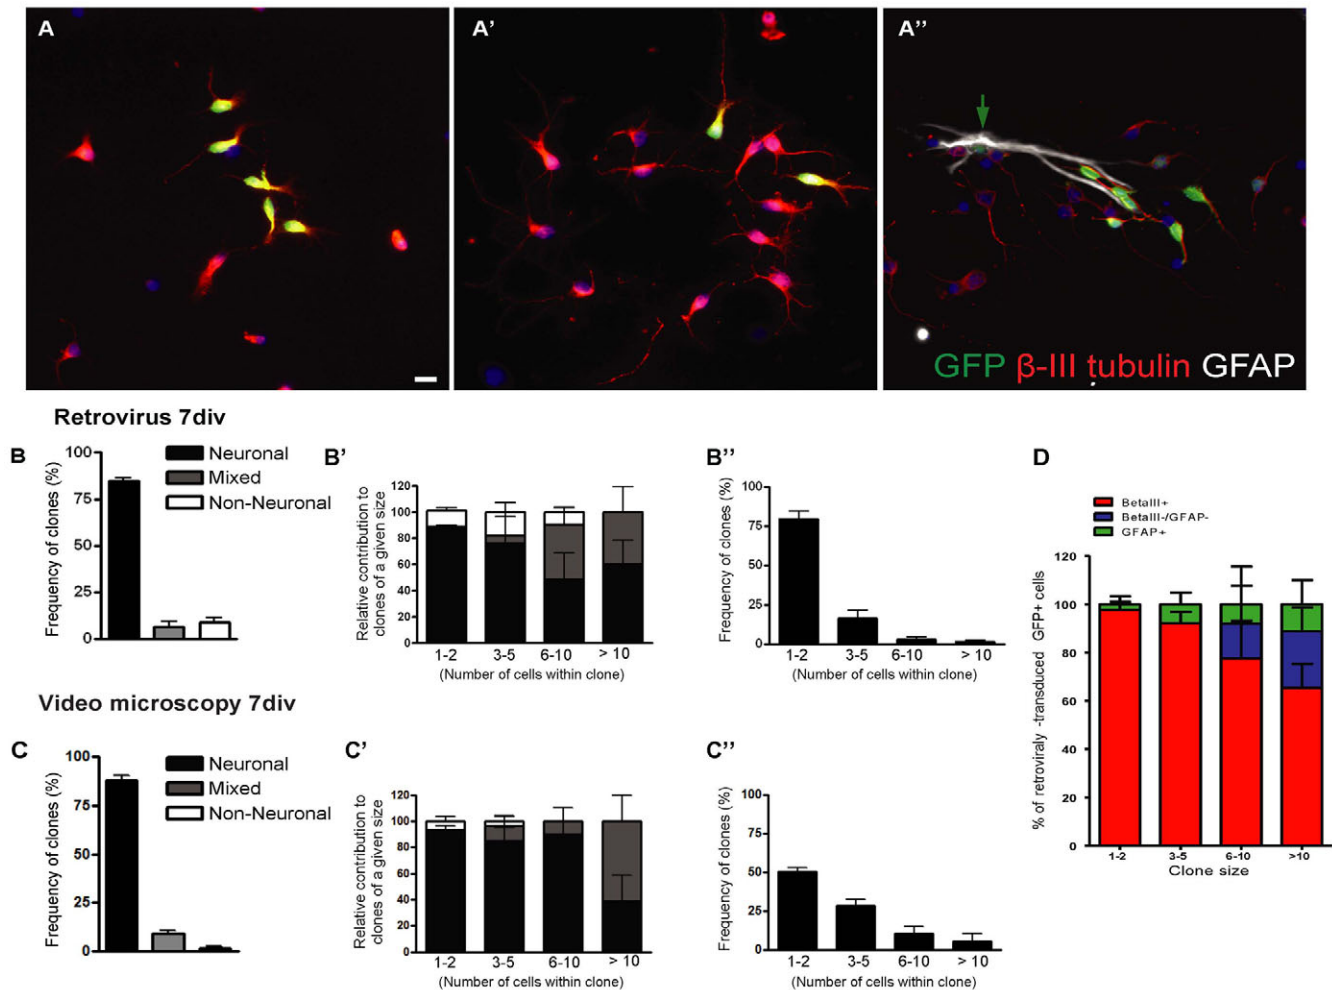 A
A'
A''
GFP β-III tubulin GFAP
Retrovirus 7div
B
Frequency of clones (%)
100
75
50
25
0
Neuronal
Mixed
Non-Neuronal
B'
Relative contribution to
clones of a given size
120
100
80
60
40
20
0
1-2
3-5
6-10
> 10
(Number of cells within clone)
B''
Frequency of clones (%)
100
75
50
25
0
1-2
3-5
6-10
> 10
(Number of cells within clone)
D
BetaIII+
BetaIII-/GFAP-
GFAP+
% of retroviraly -transduced GFP+ cells
120
100
80
60
40
20
0
1-2
3-5
6-10
>10
Clone size
Video microscopy 7div
C
Frequency of clones (%)
100
75
50
25
0
Neuronal
Mixed
Non-Neuronal
C'
Relative contribution to
clones of a given size
120
100
80
60
40
20
0
1-2
3-5
6-10
> 10
(Number of cells within clone)
C''
Frequency of clones (%)
100
75
50
25
0
1-2
3-5
6-10
> 10
(Number of cells within clone)